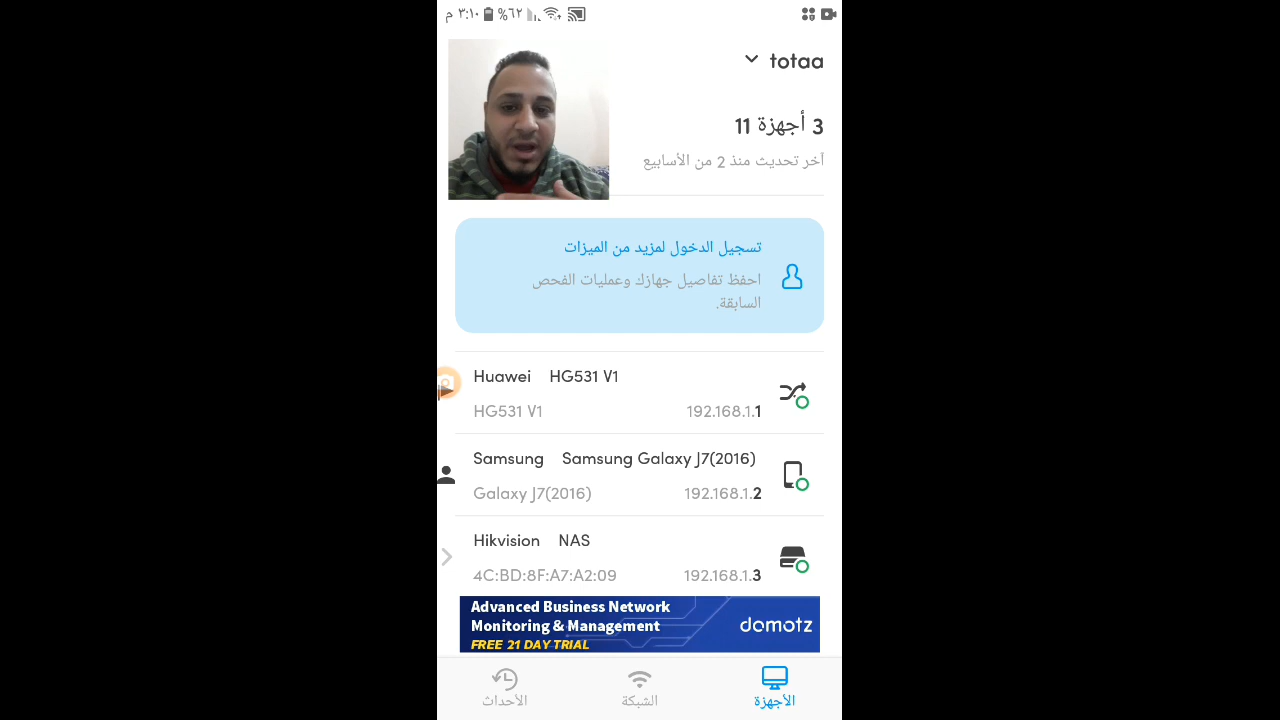 ٣:١٠ م
%٦٢
totaa
3 أجهزة 11
آخر تحديث منذ 2 من الأسابيع
تسجيل الدخول لمزيد من الميزات
احفظ تفاصيل جهازك وعمليات الفحص
السابقة.
Huawei HG531 V1
HG531 V1 192.168.1.1
Samsung Samsung Galaxy J7(2016)
Galaxy J7(2016) 192.168.1.2
Hikvision NAS
4C:BD:8F:A7:A2:09 192.168.1.3
Advanced Business Network
Monitoring & Management
FREE 21 DAY TRIAL
domotz
الأجهزة
الشبكة
الأحداث